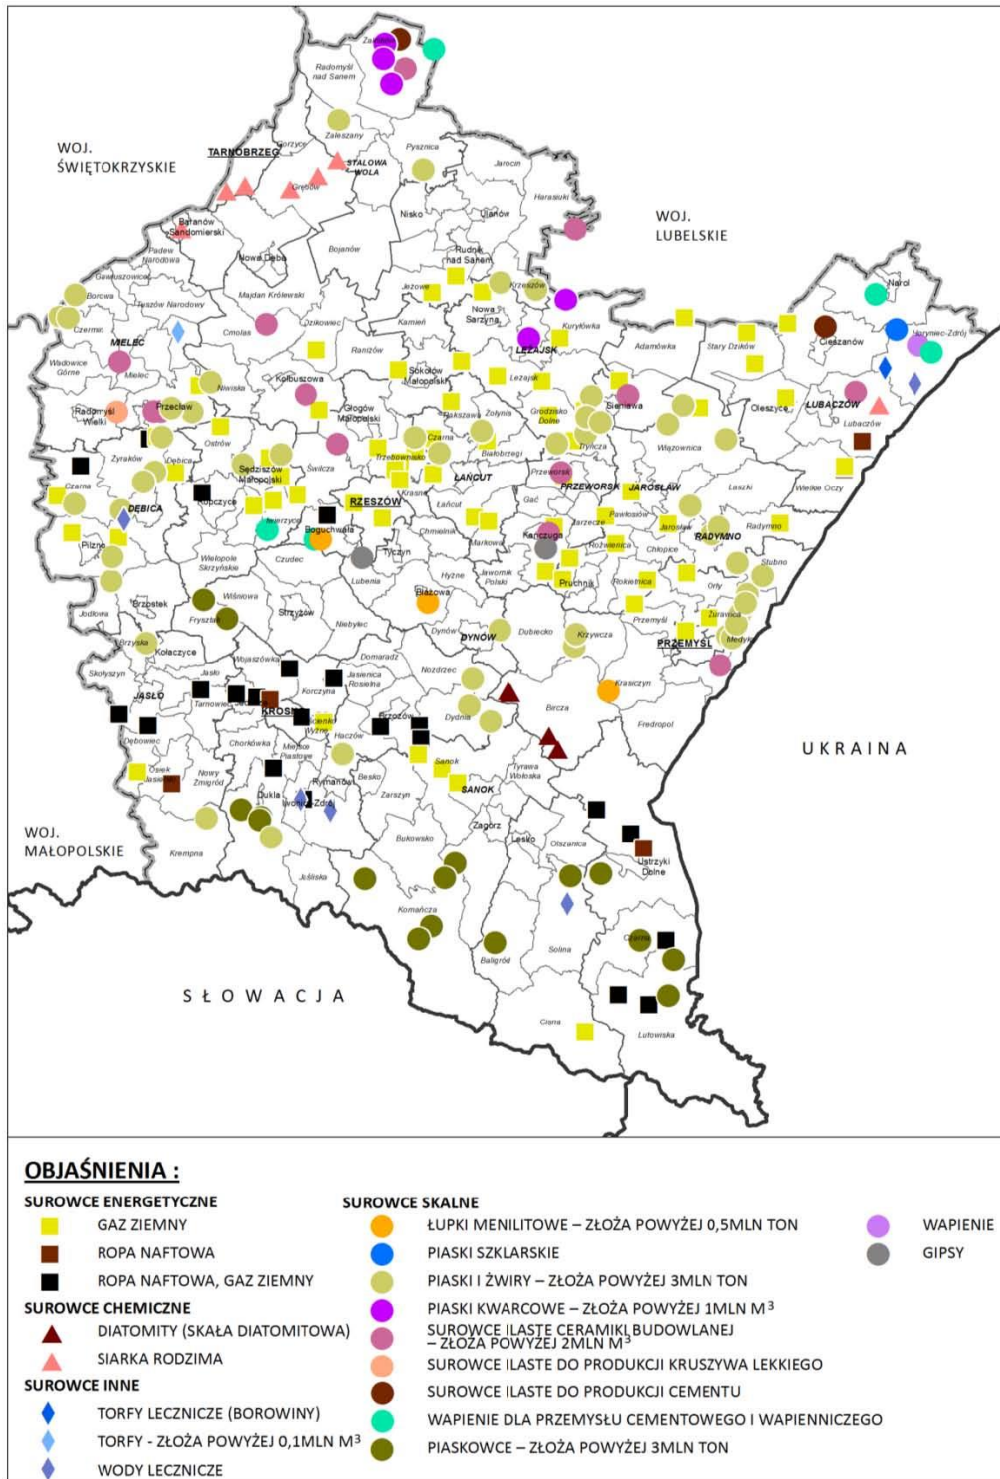 WOJ.
ŚWIĘTOKRZYSKIE
Radomyśl
nad Sanem
Zaleszany
Gorzyce
TARNOBRZEG
STALOWA
WOLA
Pysznica
Jarocin
Harasiuki
Grębów
Nisko
Ulanów
WOJ.
LUBELSKIE
Baranów
Sandomierski
Padew
Narodowa
Nowa Dęba
Bojanów
Rudnik
nad Sanem
Gawłuszowice
Borowa
Tuszów Narodowy
Majdan Królewski
Jeżowe
Krzeszów
Nowa
Sarzyna
Narol
Czermin
Cmolas
Dzikowiec
Kamień
Kuryłówka
Cieszanów
Horyniec-Zdrój
MIELEC
Wadowice
Górne
Mielec
Raniżów
LEŻAJSK
Adamówka
Stary Dzików
Niwiska
Kolbuszowa
Sokołów
Małopolski
Leżajsk
Sieniawa
Oleszyce
LUBACZÓW
Lubaczów
Radomyśl
Wielki
Przecław
Głogów
Małopolski
Rakszawa
Żołynia
Grodzisko
Dolne
Tryńcza
Wiązownica
Wielkie Oczy
Ostrów
Żyraków
Dębica
Sędziszów
Małopolski
Świlcza
Trzebownisko
Czarna
Białobrzegi
Czarna
Ropczyce
Krasne
ŁAŃCUT
Przeworsk
PRZEWORSK
JAROSŁAW
Laszki
DĘBICA
RZESZÓW
Łańcut
Gać
Zarzecze
Pawłosiów
Jarosław
Radymno
RADYMNO
Iwierzyce
Boguchwała
Chmielnik
Markowa
Kańczuga
Roźwienica
Chłopice
Pilzno
Wielopole
Skrzyńskie
Czudec
Tyczyn
Lubenia
Hyżne
Jawornik
Polski
Pruchnik
Rokietnica
Orły
Stubno
Jodłowa
Brzostek
Wiśniowa
Frysztak
Strzyżów
Niebylec
Błażowa
Dynów
DYNÓW
Dubiecko
Krzywcza
Przemyśl
PRZEMYŚL
Żurawica
Medyka
Brzyska
Kołaczyce
Skołyszyn
Wojaszówka
Domaradz
Nozdrzec
Jasło
JASŁO
Tarnowiec
Korczyna
Jasienica
Rosielna
Krasiczyn
Bircza
Fredropol
Dębowiec
Chorkówka
Miejsce
Piastowe
Haczów
Brzozów
Dydnia
UKRAINA
Osiek
Nowy
Żmigród
Dukla
Iwonicz-Zdrój
Rymanów
Besko
Zarszyn
Sanok
SANOK
Tyrawa
Wołoska
WOJ.
MAŁOPOLSKIE
Krempna
Jaśliska
Bukowsko
Zagórz
Lesko
Olszanica
Ustrzyki
Dolne
Komańcza
Baligród
Solina
Czarna
SŁOWACJA
Cisna
Lutowiska
OBJAŚNIENIA :
SUROWCE ENERGETYCZNE
GAZ ZIEMNY
ROPA NAFTOWA
ROPA NAFTOWA, GAZ ZIEMNY
SUROWCE CHEMICZNE
DIATOMITY (SKAŁA DIATOMITOWA)
SIARKA RODZIMA
SUROWCE INNE
TORFY LECZNICZE (BOROWINY)
TORFY - ZŁOŻA POWYŻEJ 0,1MLN M³
WODY LECZNICZE
SUROWCE SKALNE
ŁUPKI MENILITOWE – ZŁOŻA POWYŻEJ 0,5MLN TON
PIASKI SZKLARSKIE
PIASKI I ŻWIRY – ZŁOŻA POWYŻEJ 3MLN TON
PIASKI KWARCOWE – ZŁOŻA POWYŻEJ 1MLN M³
SUROWCE ILASTE CERAMIKI BUDOWLANEJ
– ZŁOŻA POWYŻEJ 2MLN M³
SUROWCE ILASTE DO PRODUKCJI KRUSZYWA LEKKIEGO
SUROWCE ILASTE DO PRODUKCJI CEMENTU
WAPIENIE DLA PRZEMYSŁU CEMENTOWEGO I WAPIENNICZEGO
PIASKOWCE – ZŁOŻA POWYŻEJ 3MLN TON
WAPIENIE
GIPSY